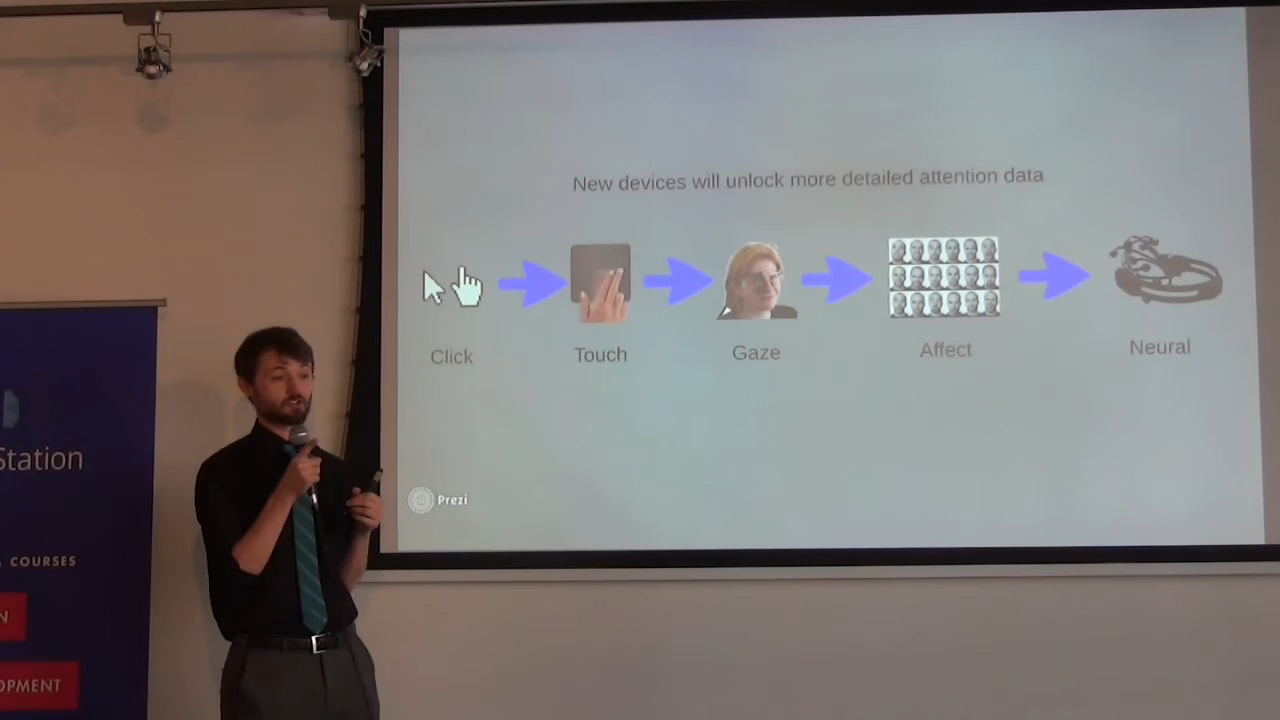 New devices will unlock more detailed attention data
Click
Touch
Gaze
Affect
Neural
Prezi
Station
COURSES
N
OPMENT